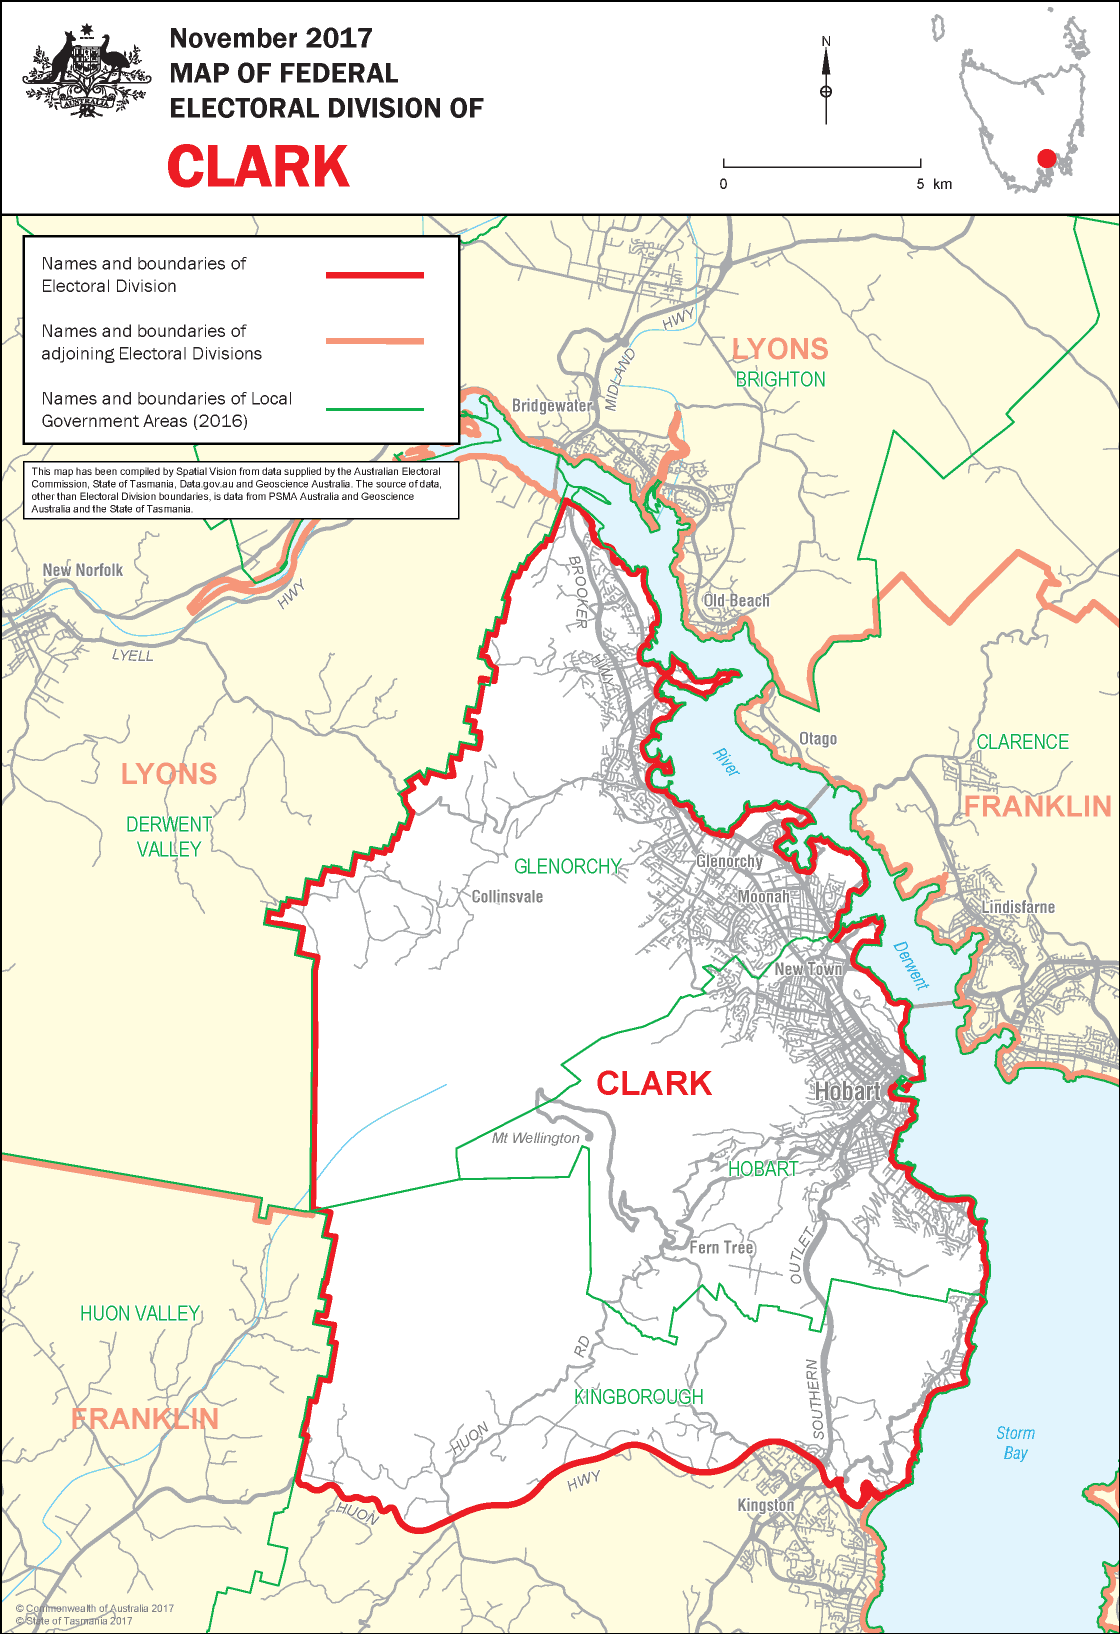 November 2017
MAP OF FEDERAL
ELECTORAL DIVISION OF
CLARK
AUSTRALIA
N
0 5 km
Names and boundaries of
Electoral Division
Names and boundaries of
adjoining Electoral Divisions
Names and boundaries of Local
Government Areas (2016)
This map has been compiled by Spatial Vision from data supplied by the Australian Electoral
Commission, State of Tasmania, Data.gov.au and Geoscience Australia. The source of data,
other than Electoral Division boundaries, is data from PSMA Australia and Geoscience
Australia and the State of Tasmania.
HWY
MIDLAND
LYONS
BRIGHTON
Bridgewater
New Norfolk
HWY
LYELL
BROOKER
HWY
Old Beach
River
Otago
CLARENCE
FRANKLIN
LYONS
DERWENT
VALLEY
GLENORCHY
Glenorchy
Collinsvale
Moonah
Lindisfarne
New Town
Derwent
CLARK
Hobart
Mt Wellington
HOBART
Fern Tree
OUTLET
HUON VALLEY
RD
KINGBOROUGH
SOUTHERN
FRANKLIN
HUON
Storm
Bay
HWY
HUON
Kingston
© Commonwealth of Australia 2017
© State of Tasmania 2017